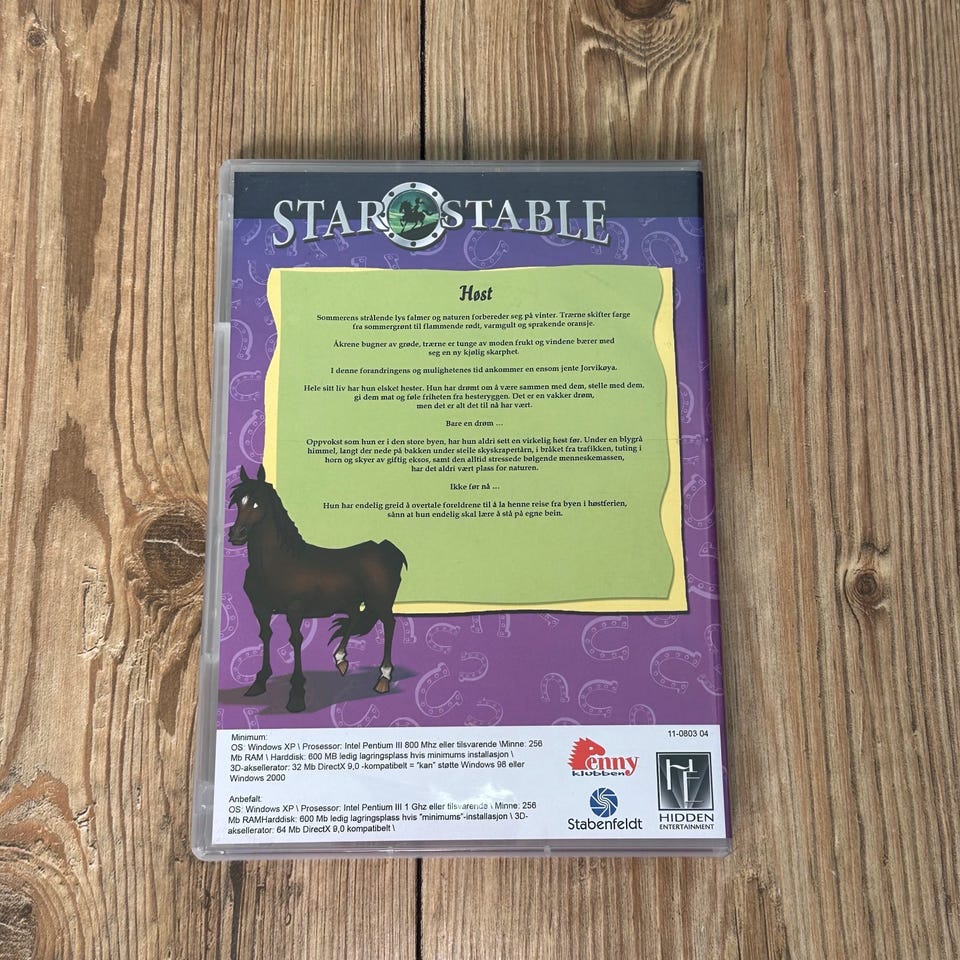 STAR STABLE
Høst
Sommerens strålende lys falmer og naturen forbereder seg på vinter. Trærne skifter farge
fra sommergrønt til flammende rødt, varmgult og sprakende oransje.
Åkrene bugner av grøde, trærne er tunge av moden frukt og vindene bærer med
seg en ny kjølig skarphet.
I denne forandringens og mulighetenes tid ankommer en ensom jente Jorvikøya.
Hele sitt liv har hun elsket hester. Hun har drømt om å være sammen med dem, stelle med dem,
gi dem mat og føle friheten fra hesteryggen. Det er en vakker drøm,
men det er alt det til nå har vært.
Bare en drøm ...
Oppvokst som hun er i den store byen, har hun aldri sett en virkelig hest før. Under en blygrå
himmel, langt der nede på bakken under steile skyskrapertårn, i bråket fra trafikken, tuting i
horn og skyer av giftig eksos, samt den alltid stressede bølgende menneskemassen,
har det aldri vært plass for naturen.
Ikke før nå ...
Hun har endelig greid å overtale foreldrene til å la henne reise fra byen i høstferien,
sånn at hun endelig skal lære å stå på egne bein.
Minimum:
OS: Windows XP \ Prosessor: Intel Pentium III 800 Mhz eller tilsvarende \Minne: 256
Mb RAM \ Harddisk: 600 MB ledig lagringsplass hvis minimums installasjon \
3D-aksellerator: 32 Mb DirectX 9,0 -kompatibelt = "kan" støtte Windows 98 eller
Windows 2000
Anbefalt:
OS: Windows XP \ Prosessor: Intel Pentium III 1 Ghz eller tilsvarende \ Minne: 256
Mb RAMHarddisk: 600 Mb ledig lagringsplass hvis "minimums"-installasjon \ 3D-
aksellerator: 64 Mb DirectX 9,0 kompatibelt \
Penny
klubben
Stabenfeldt
11-0803 04
HE
HIDDEN
ENTERTAINMENT